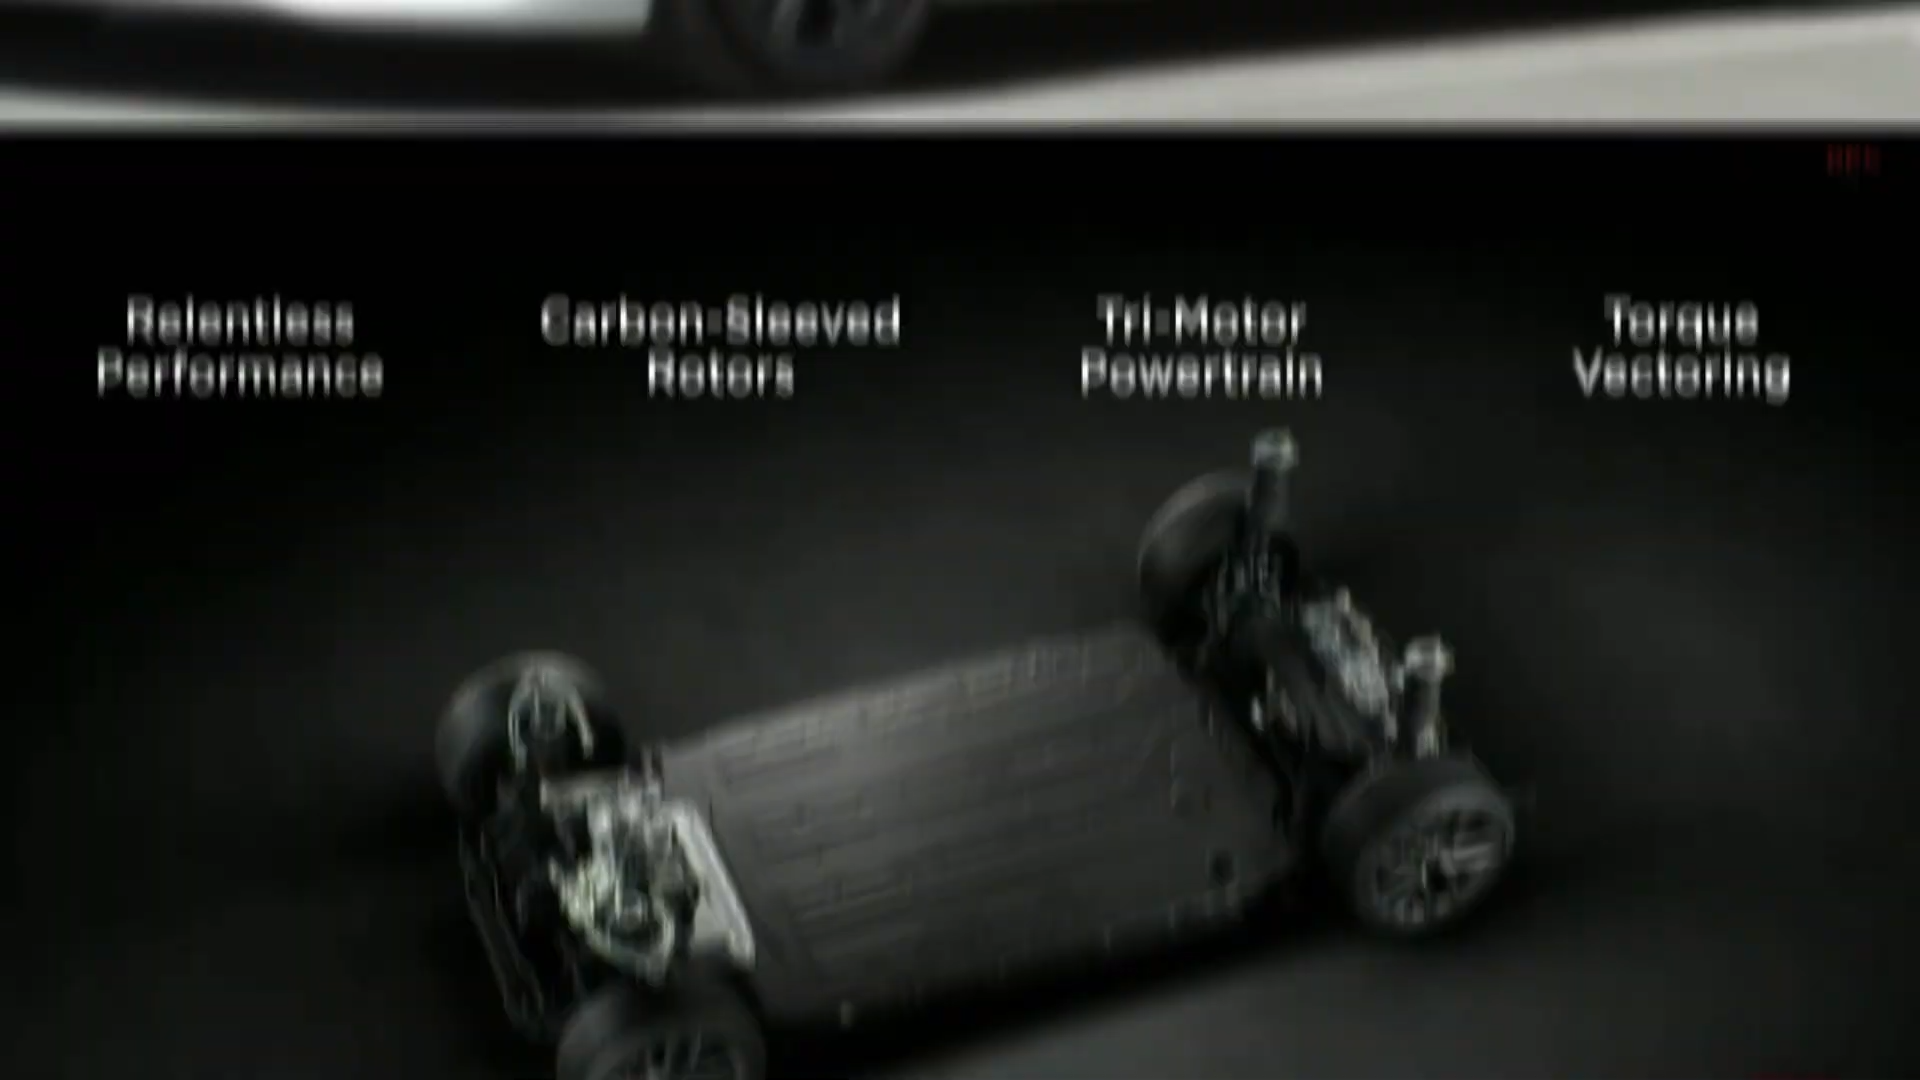 Relentless
Performance
Carbon-Sleeved
Rotors
Tri-Motor
Powertrain
Torque
Vectoring